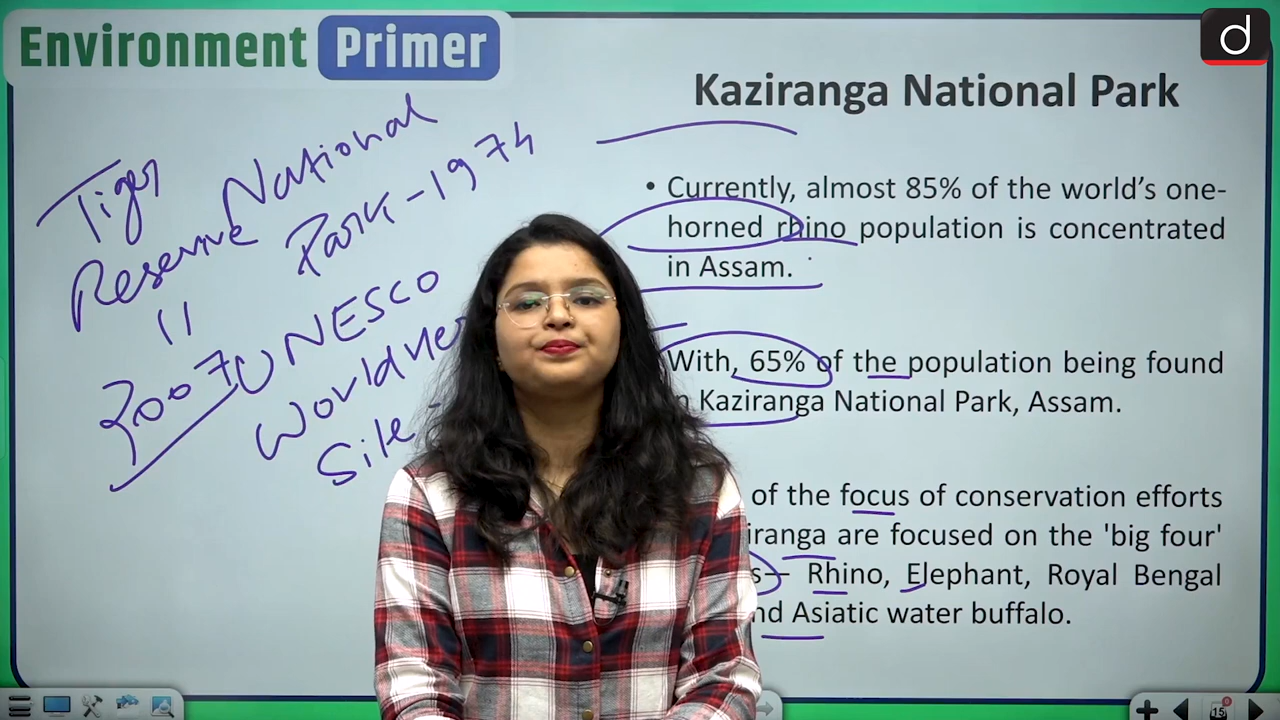 Environment Primer
d
Kaziranga National Park
Tiger
Reserve
11
2007
National
Park-1974
UNESCO
World
Site -
• Currently, almost 85% of the world's one-
horned rhino population is concentrated
in Assam.
With, 65% of the population being found
Kaziranga National Park, Assam.
of the focus of conservation efforts
are focused on the 'big four'
– Rhino, Elephant, Royal Bengal
Asiatic water buffalo.
15